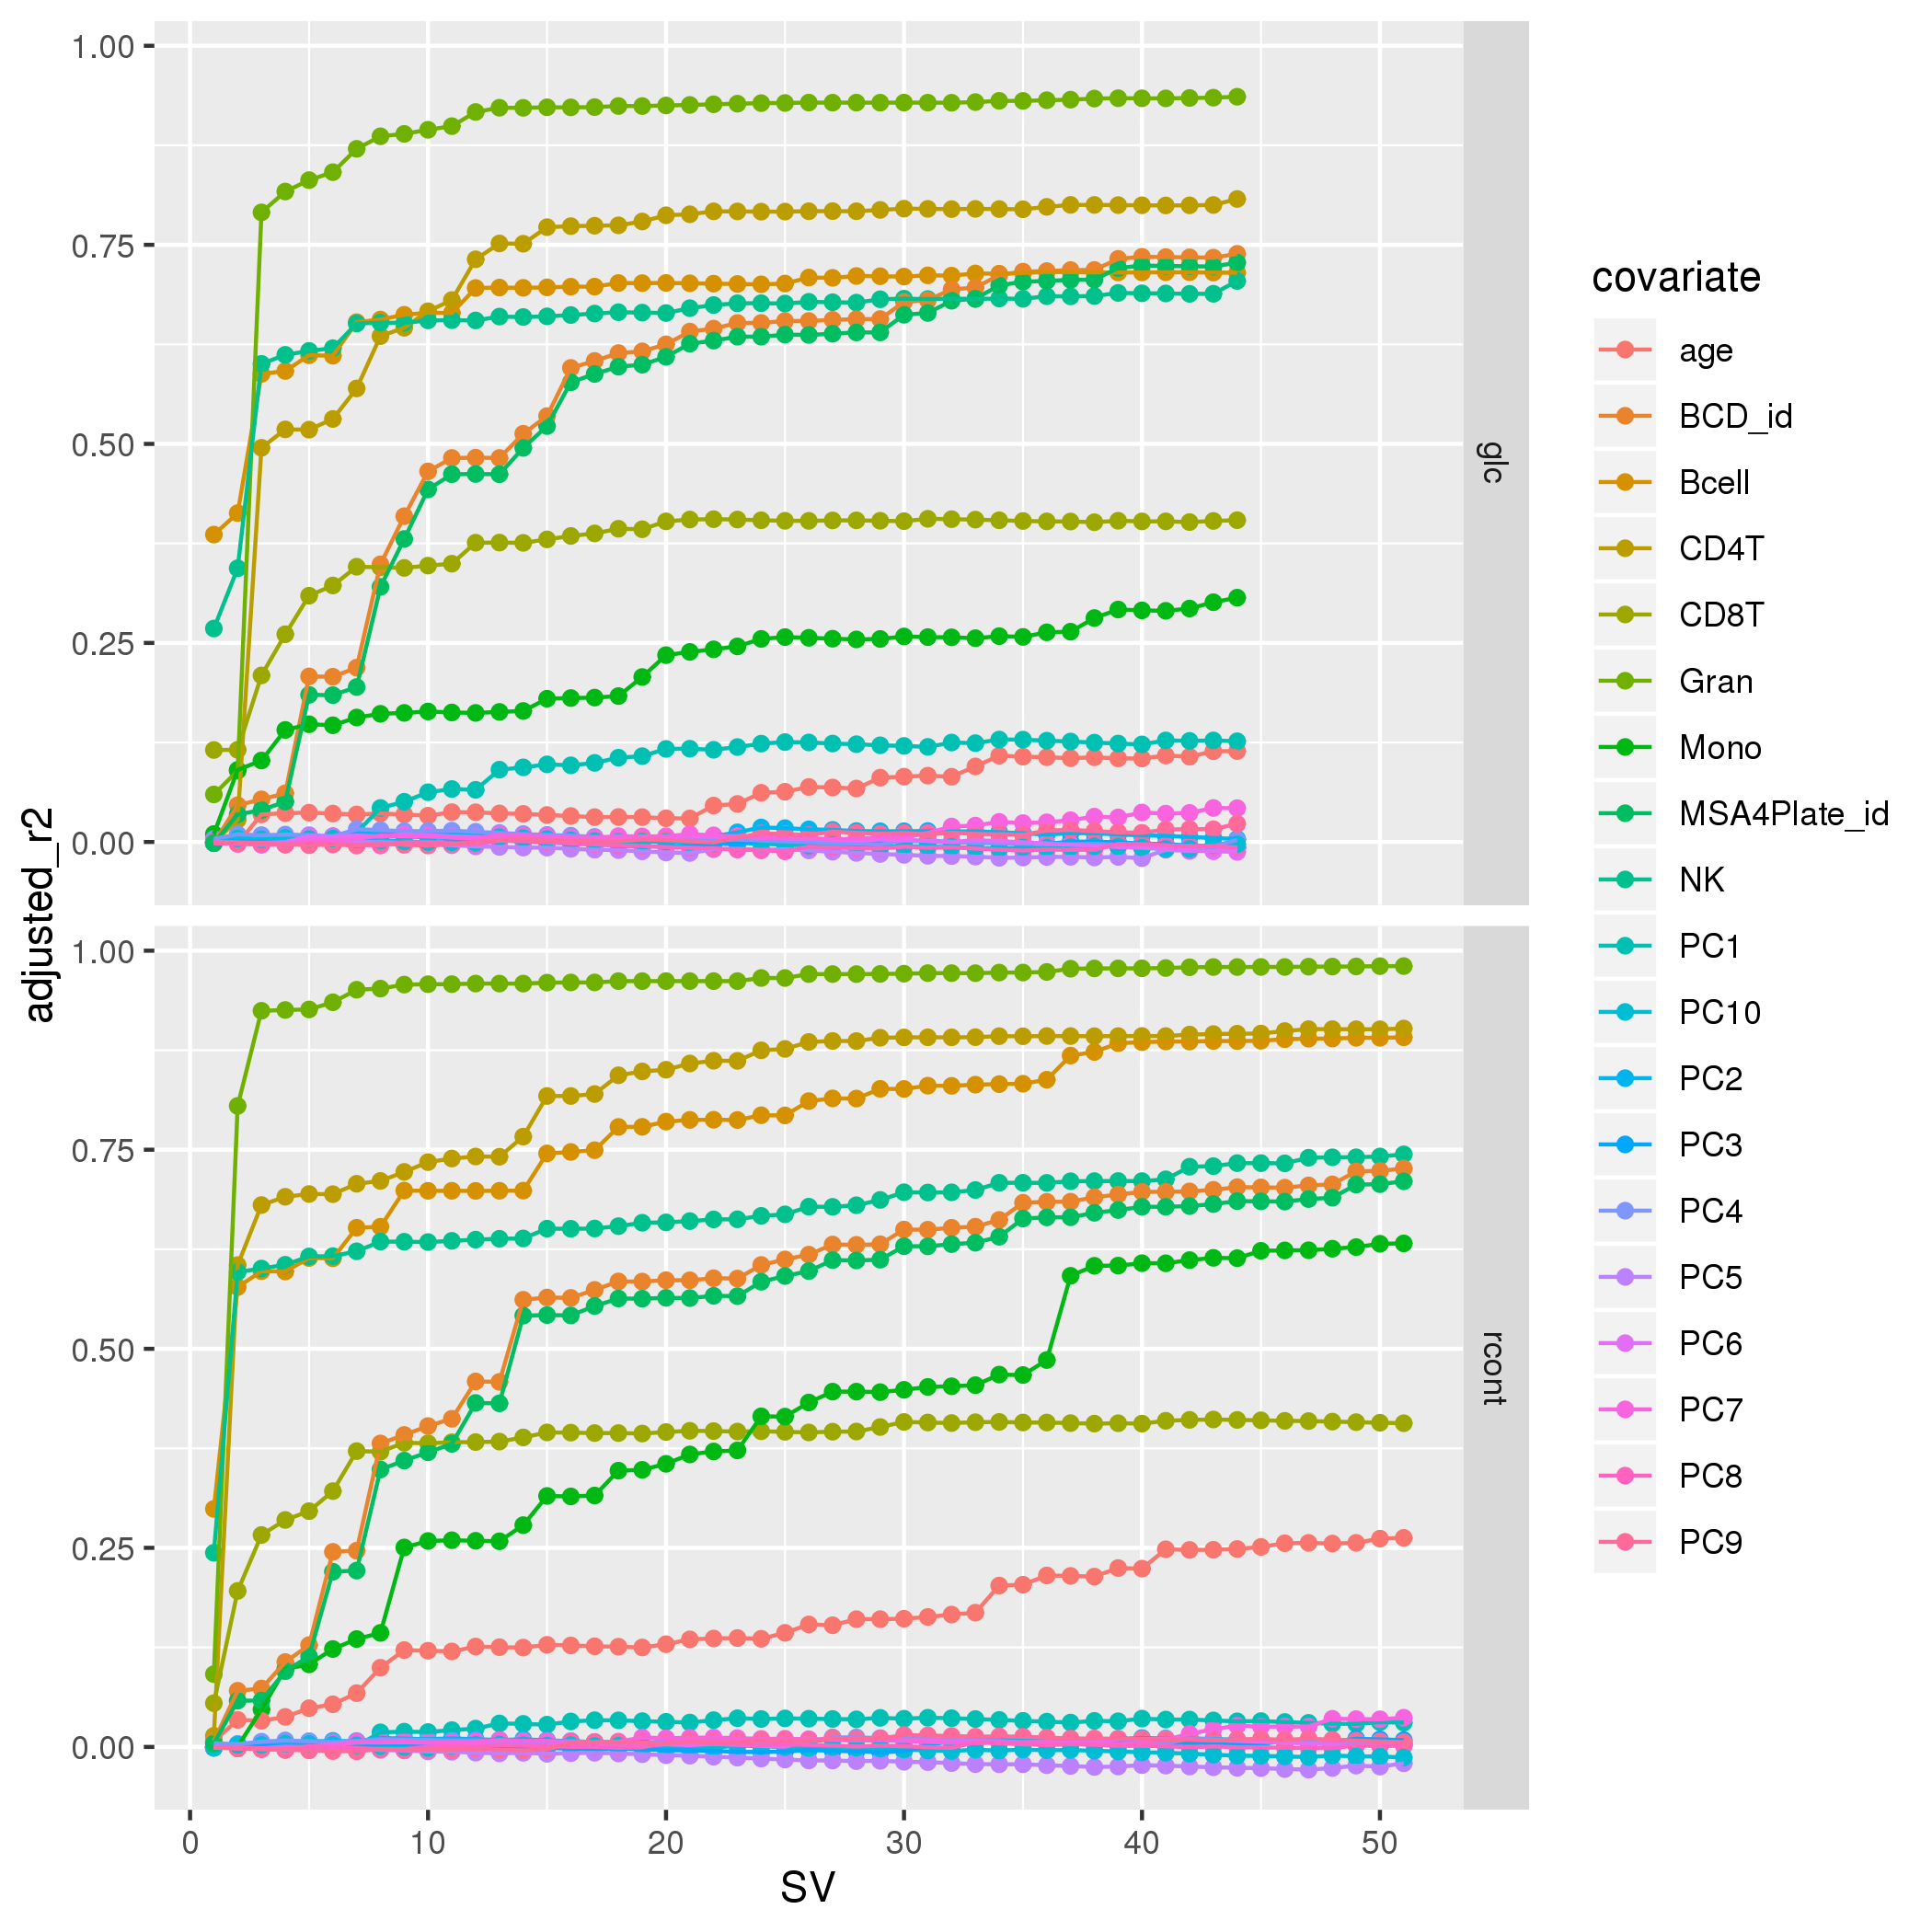 1.00
0.75
0.50
0.25
0.00
glc
1.00
0.75
0.50
0.25
0.00
rcont
0 10 20 30 40 50
SV
adjusted_r2
covariate
age
BCD_id
Bcell
CD4T
CD8T
Gran
Mono
MSA4Plate_id
NK
PC1
PC10
PC2
PC3
PC4
PC5
PC6
PC7
PC8
PC9